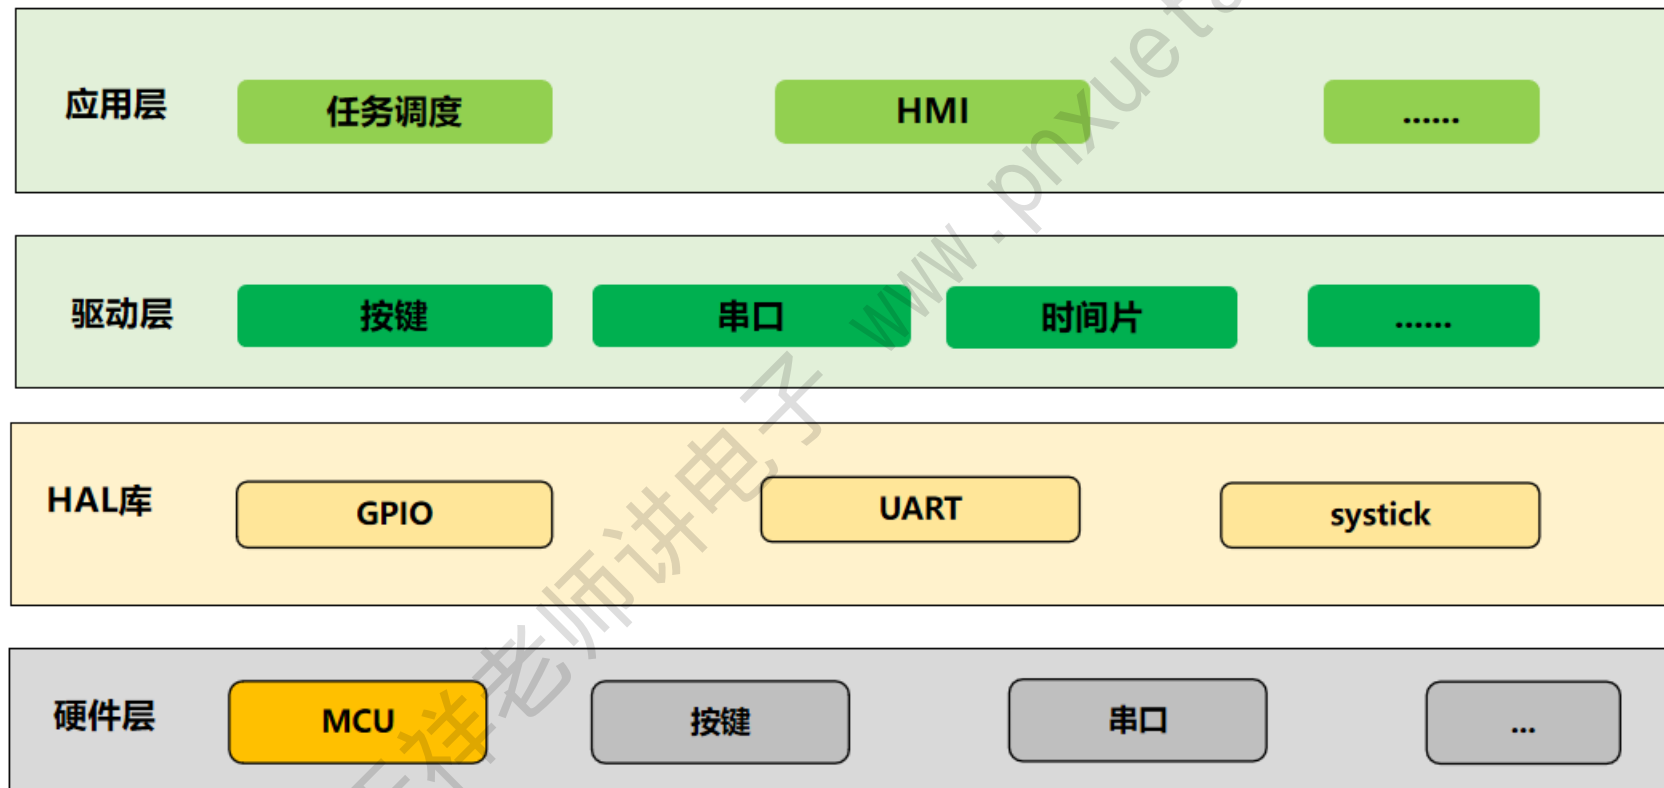 应用层 任务调度 HMI ......
驱动层 按键 串口 时间片 ......
HAL库 GPIO UART systick
硬件层 MCU 按键 串口 ...
祥老师讲电子 www.pnxuet